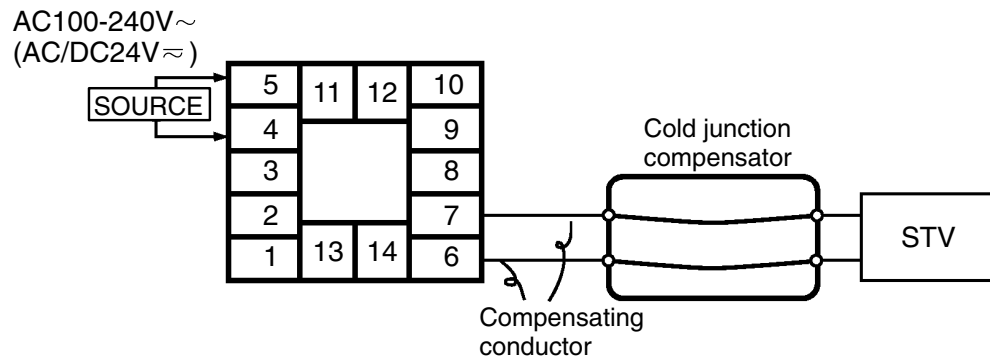 AC100-240V~
(AC/DC24V⎓~)
SOURCE
5
11
12
10
4
9
3
8
2
7
1
13
14
6
Cold junction
compensator
STV
Compensating
conductor